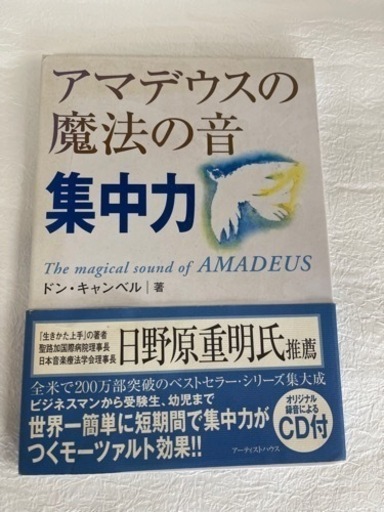 アマデウスの
魔法の音
集中力
The magical sound of AMADEUS
ドン・キャンベル｜著
「生きかた上手」の著者
聖路加国際病院理事長
日本音楽療法学会理事長
日野原重明氏推薦
全米で200万部突破のベストセラー・シリーズ集大成
ビジネスマンから受験生、幼児まで
世界一簡単に短期間で集中力が
つくモーツァルト効果!!
オリジナル
録音による
CD付
アーティストハウス